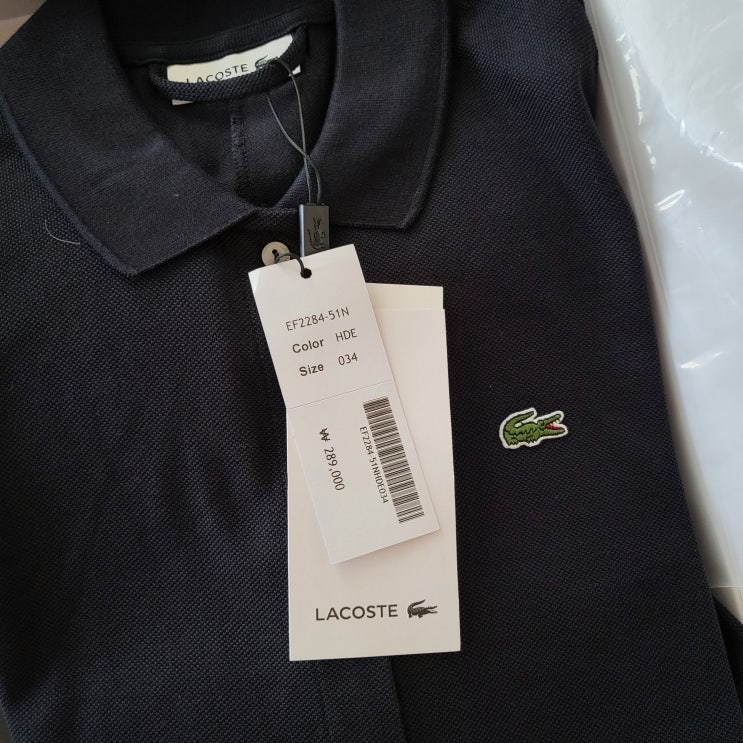 LACOSTE
EF2284-51N
Color HDE
Size 034
₩ 289,000
EF2284-51NHDE034
LACOSTE